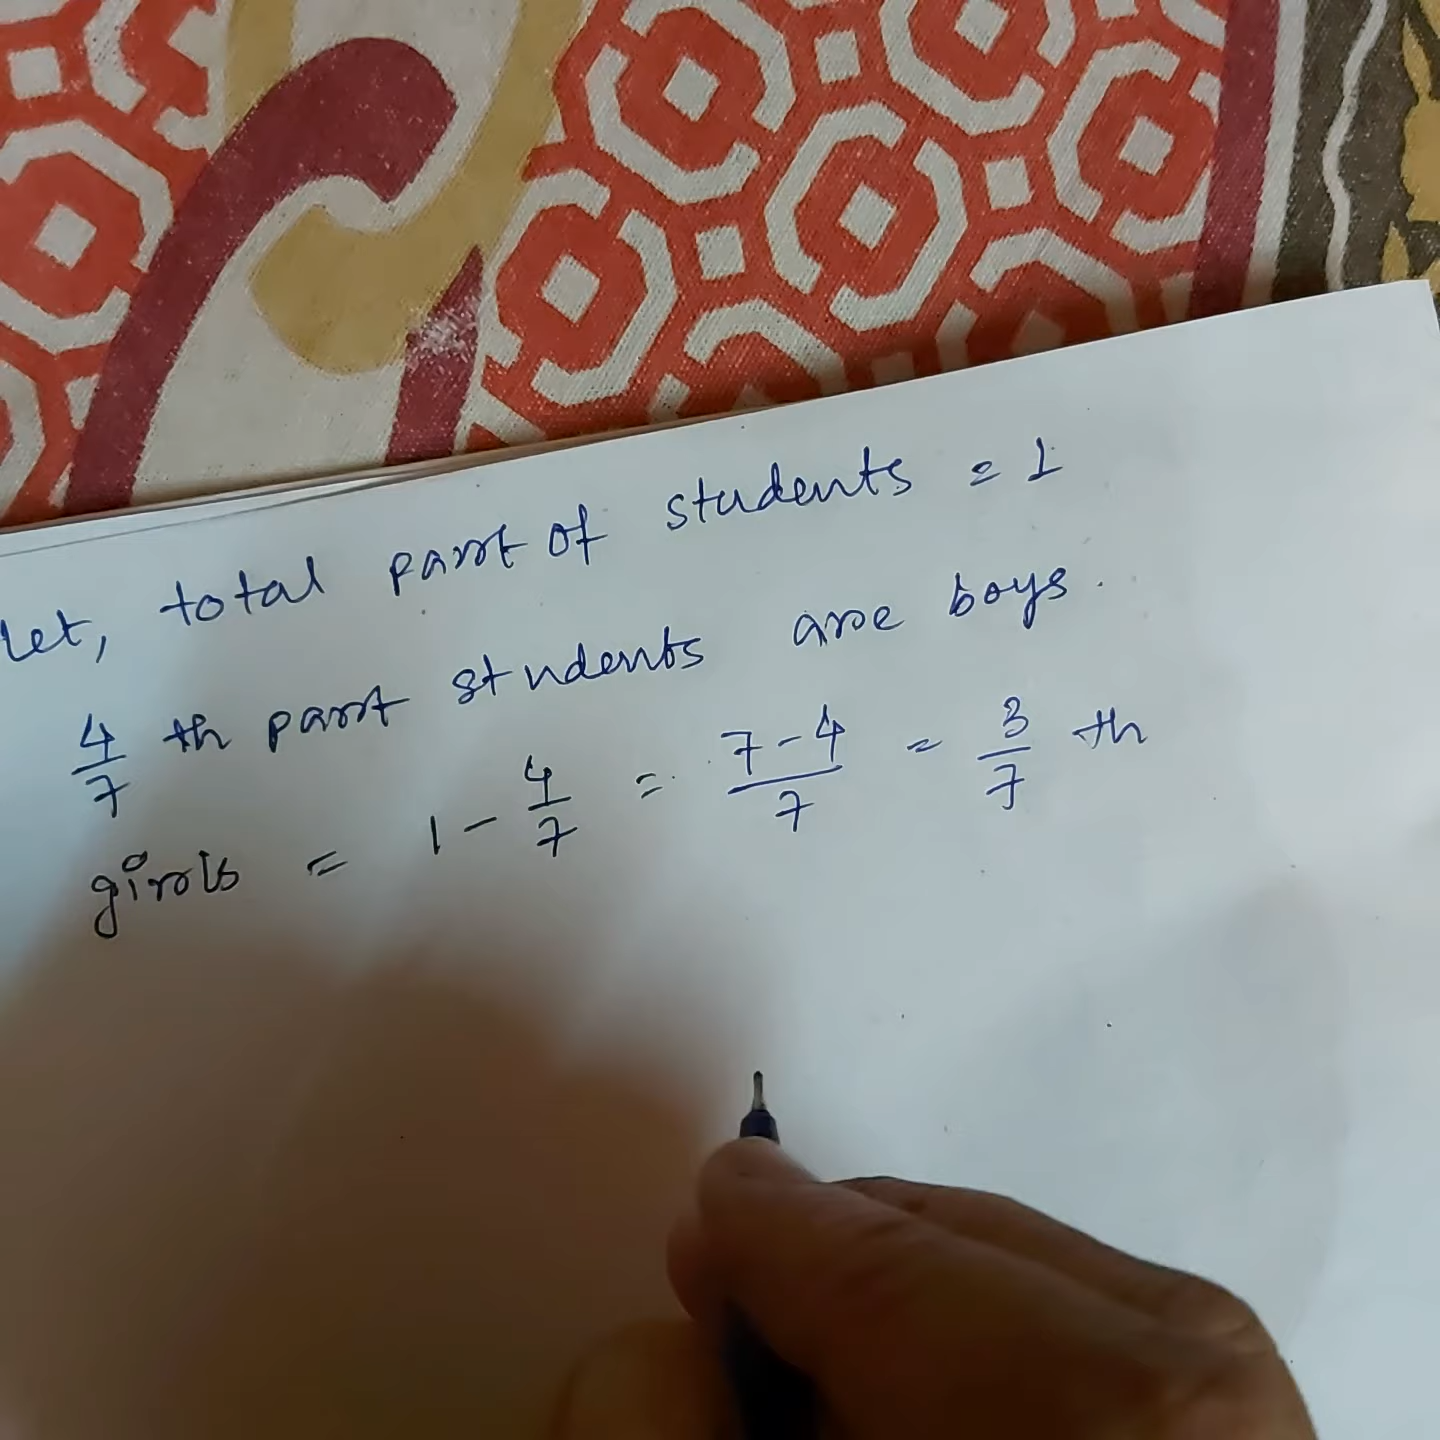 Let, total part of students = 1
4/7 th part students are boys.
girls = 1 - 4/7 = 7-4/7 = 3/7 th